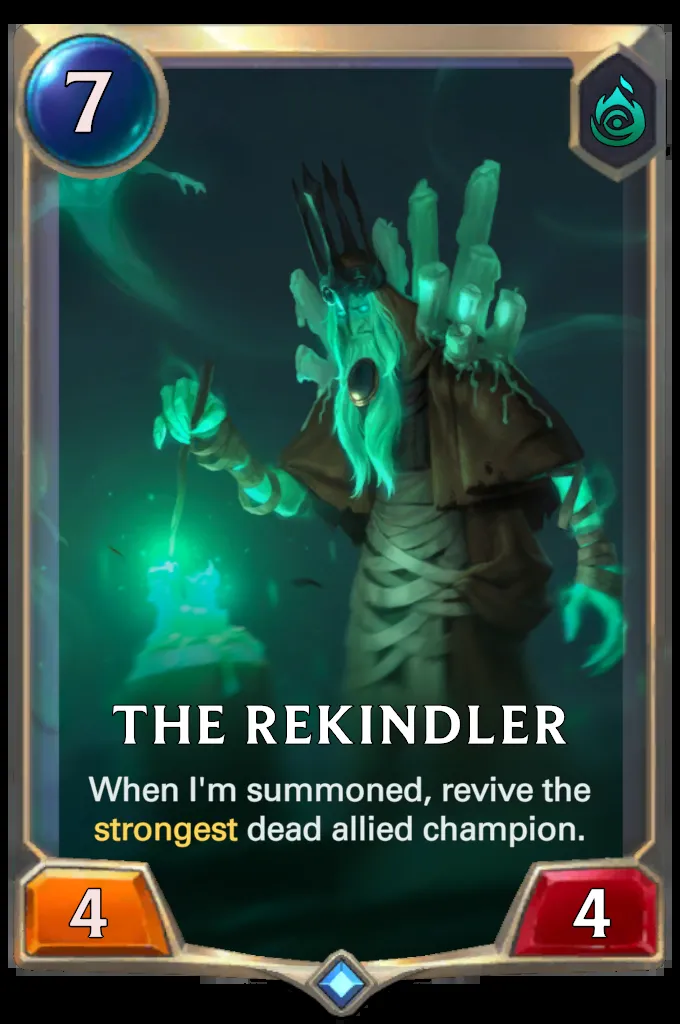 7
THE REKINDLER
When I'm summoned, revive the
strongest dead allied champion.
4
4